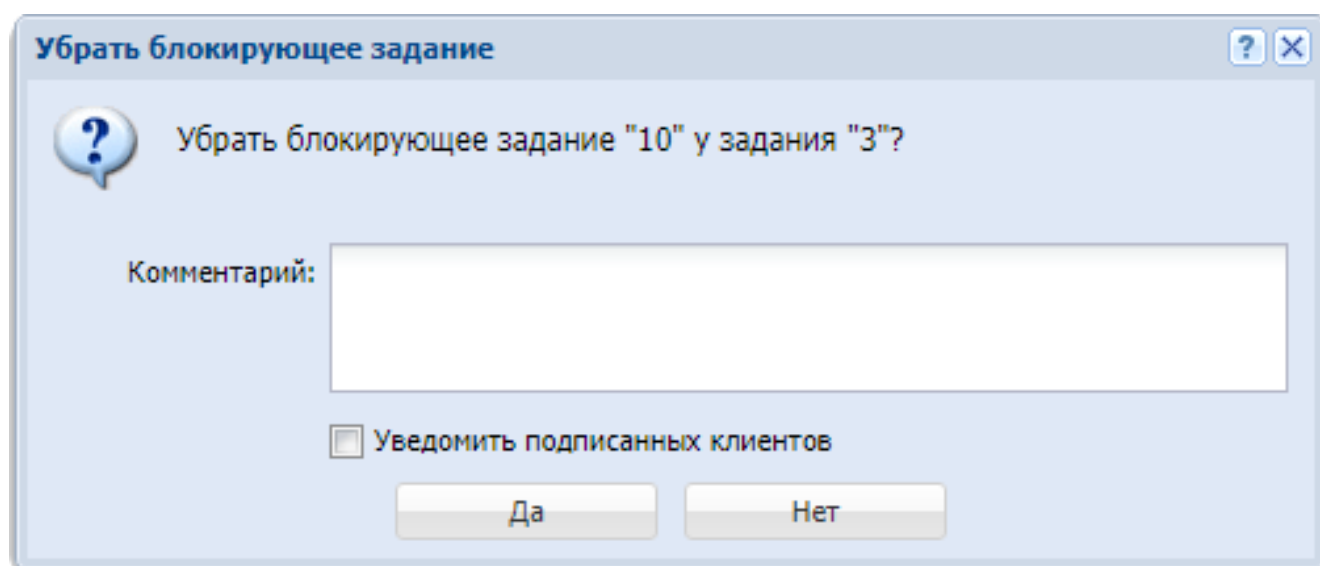 Убрать блокирующее задание
Убрать блокирующее задание "10" у задания "3"?
Комментарий:
Уведомить подписанных клиентов
Да
Нет